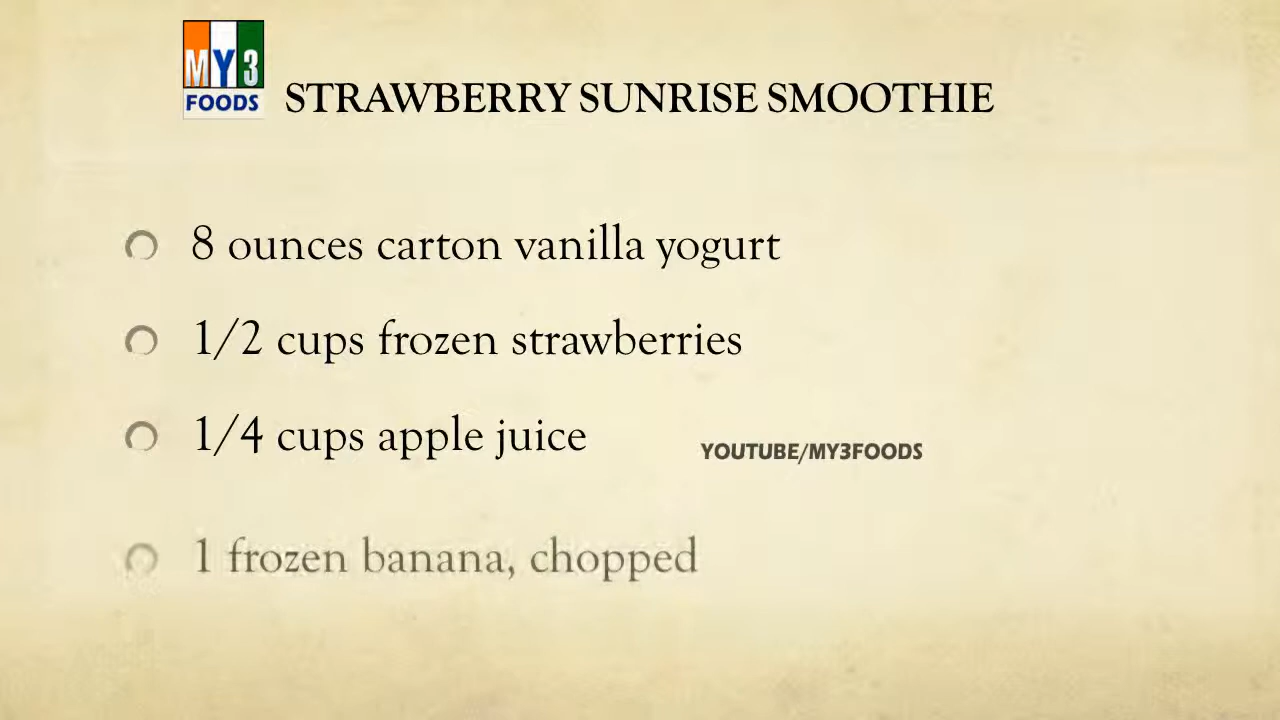 MY3
FOODS
STRAWBERRY SUNRISE SMOOTHIE
8 ounces carton vanilla yogurt
1/2 cups frozen strawberries
1/4 cups apple juice
YOUTUBE/MY3FOODS
1 frozen banana, chopped